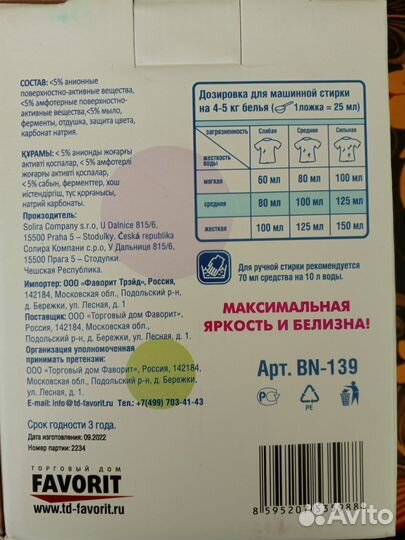 СОСТАВ: <5% анионные
поверхностно-активные вещества,
<5% амфотерные поверхностно-
активные вещества, <5% мыло,
ферменты, отдушка, защита цвета,
карбонат натрия.
ҚҰРАМЫ: < 5% анионды жоғарғы
активті қоспалар, < 5% амфотерлі
жоғарғы активті қоспалар,
< 5% сабын, ферменттер, хош
иістендіргіш, түс қорғанысы,
натрий карбонаты.
Производитель:
Solira Company s.r.o, U Dalnice 815/6,
15500 Praha 5 – Stodulky. Česká republika
Солира Компани с.р.о, У Дальнице 815/6,
15500 Прага 5 – Стодулки.
Чешская Республика.
Импортер: ООО «Фаворит Трэйд», Россия,
142184, Московская обл., Подольский р-н,
д. Бережки, ул. Лесная, д. 1
Поставщик: ООО «Торговый дом Фаворит»,
Россия, 142184, Московская обл.,
Подольский р-н, д. Бережки, ул. Лесная, д. 1
Организация уполномоченная
принимать претензии:
ООО «Торговый дом Фаворит», Россия, 142184,
Московская обл., Подольский р-н, д. Бережки,
ул. Лесная, д. 1
E-mail: info@td-favorit.ru Тел.: +7(499) 703-41-43
Срок годности 3 года.
Дата изготовления: 09.2022
Номер партии: 2234
ТОРГОВЫЙ ДОМ
FAVORIT
www.td-favorit.ru
Дозировка для машинной стирки
на 4-5 кг белья (1ложка = 25 мл)
загрязненность Слабая Средняя Сильная
жесткость воды
мягкая 60 мл 80 мл 100 мл
средняя 80 мл 100 мл 125 мл
жесткая 100 мл 125 мл 150 мл
Для ручной стирки рекомендуется
70 мл средства на 10 л воды.
МАКСИМАЛЬНАЯ
ЯРКОСТЬ И БЕЛИЗНА!
Арт. BN-139
PE
Avito